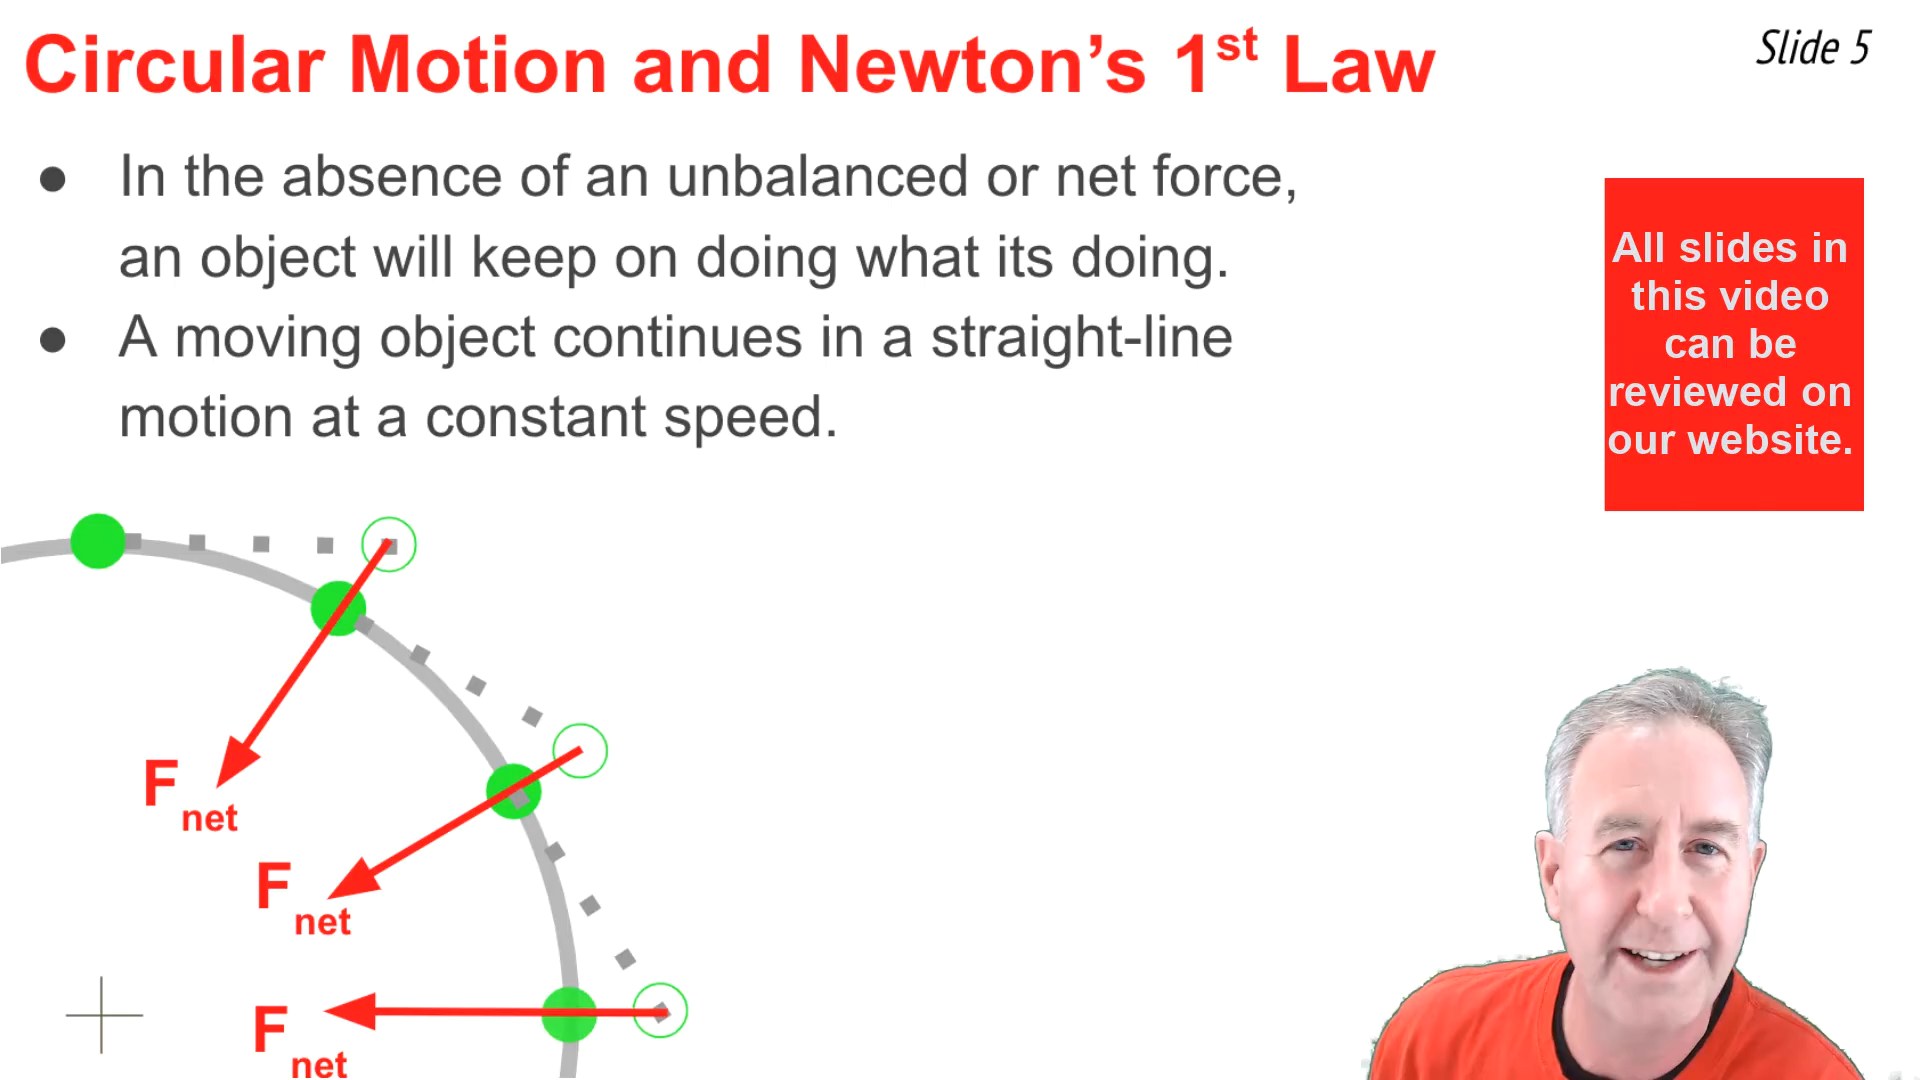 Circular Motion and Newton’s 1st Law
Slide 5
● In the absence of an unbalanced or net force,
an object will keep on doing what its doing.
● A moving object continues in a straight-line
motion at a constant speed.
All slides in
this video
can be
reviewed on
our website.
F net
F net
F net